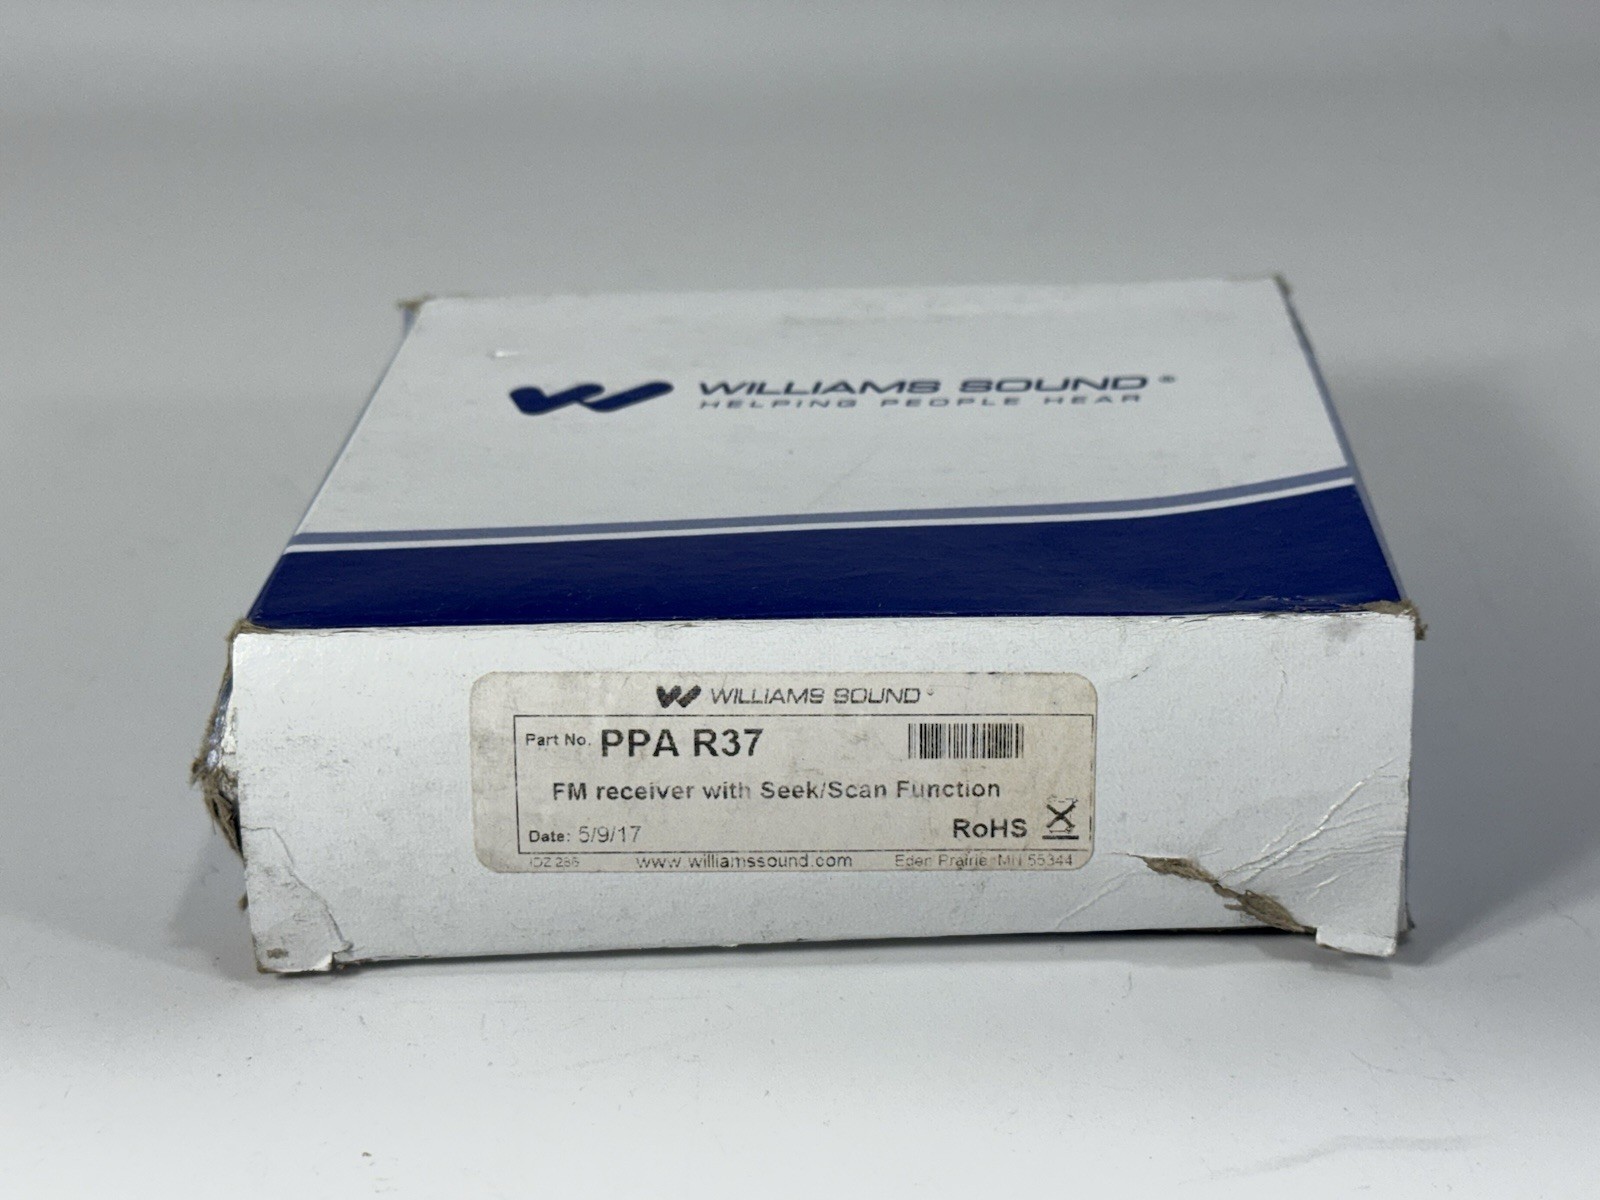 WILLIAMS SOUND®
HELPING PEOPLE HEAR
WILLIAMS SOUND
Part No. PPA R37
FM receiver with Seek/Scan Function
Date: 5/9/17
RoHS
www.williamssound.com Eden Prairie, MN 55344